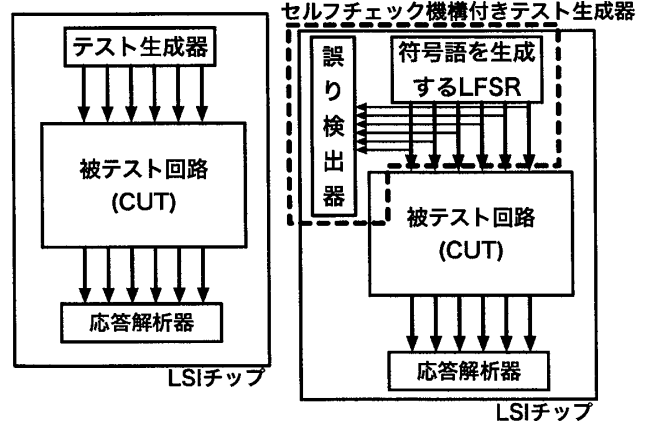 テスト生成器
被テスト回路
(CUT)
応答解析器
LSIチップ
セルフチェック機構付きテスト生成器
誤り検出器
符号語を生成
するLFSR
被テスト回路
(CUT)
応答解析器
LSIチップ